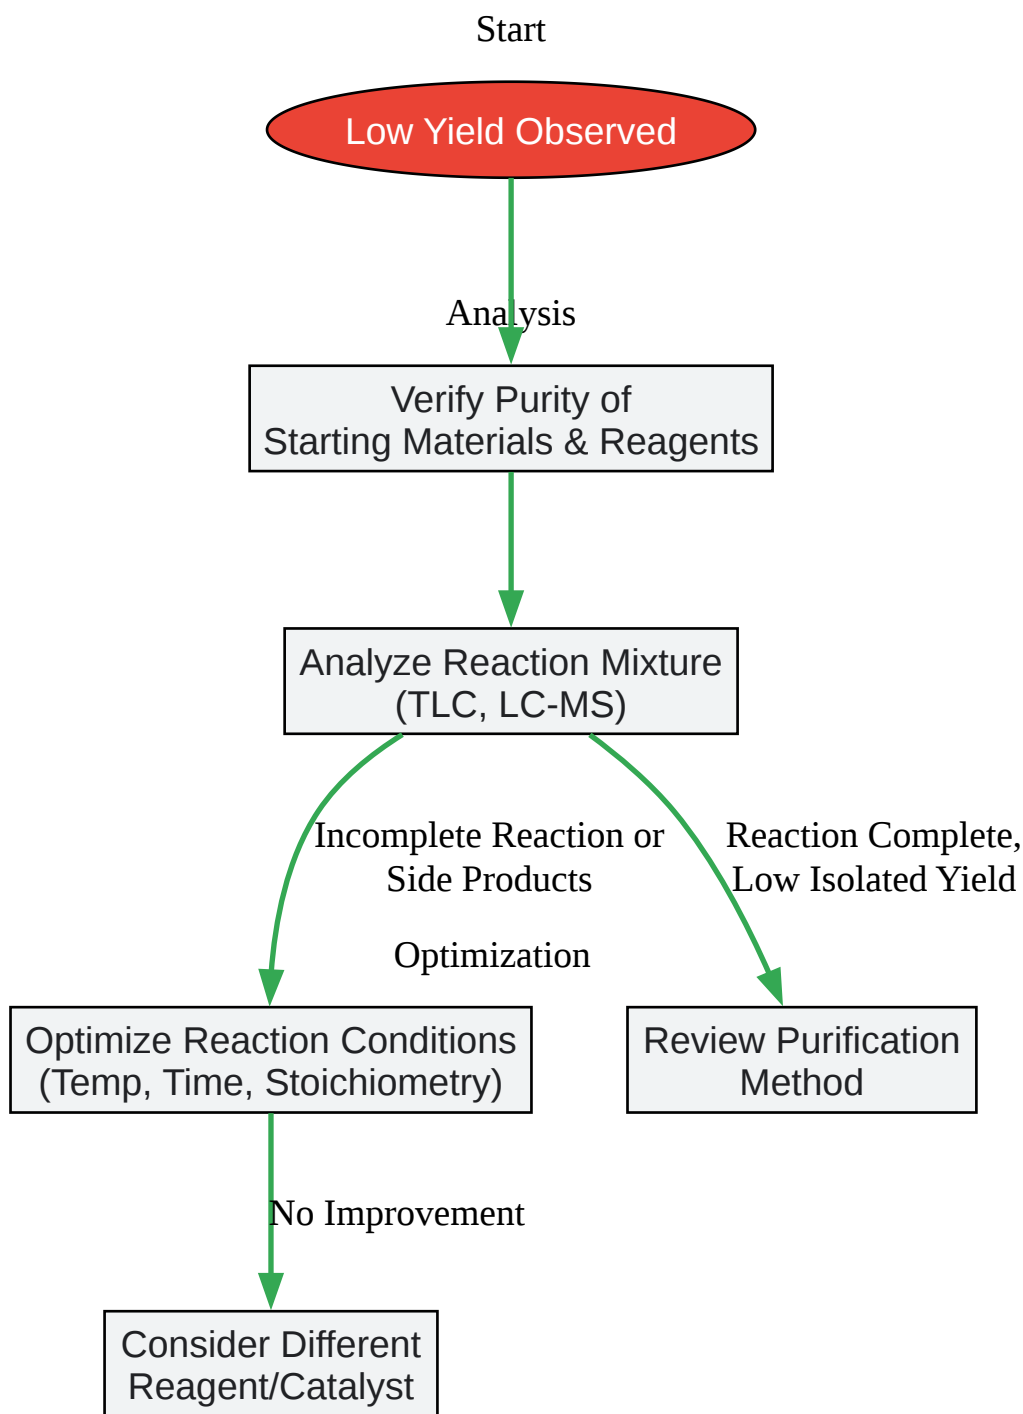 Start
Low Yield Observed
Analysis
Verify Purity of
Starting Materials & Reagents
Analyze Reaction Mixture
(TLC, LC-MS)
Incomplete Reaction or
Side Products
Reaction Complete,
Low Isolated Yield
Optimization
Optimize Reaction Conditions
(Temp, Time, Stoichiometry)
Review Purification
Method
No Improvement
Consider Different
Reagent/Catalyst